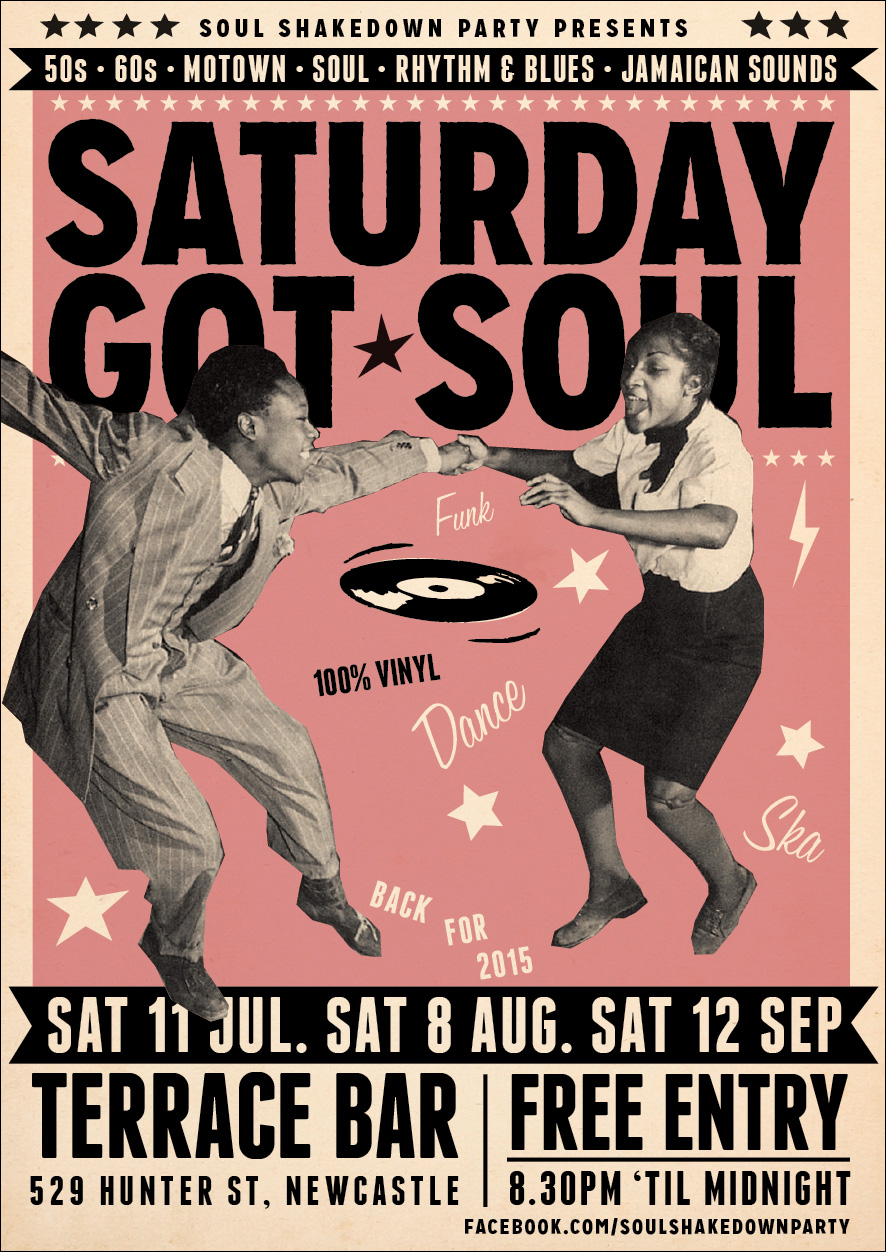 SOUL SHAKEDOWN PARTY PRESENTS
50s · 60s · MOTOWN · SOUL · RHYTHM & BLUES · JAMAICAN SOUNDS
SATURDAY
GOT SOUL
Funk
100% VINYL
Dance
Ska
BACK
FOR
2015
SAT 11 JUL. SAT 8 AUG. SAT 12 SEP
TERRACE BAR
529 HUNTER ST, NEWCASTLE
FREE ENTRY
8.30PM ‘TIL MIDNIGHT
FACEBOOK.COM/SOULSHAKEDOWNPARTY